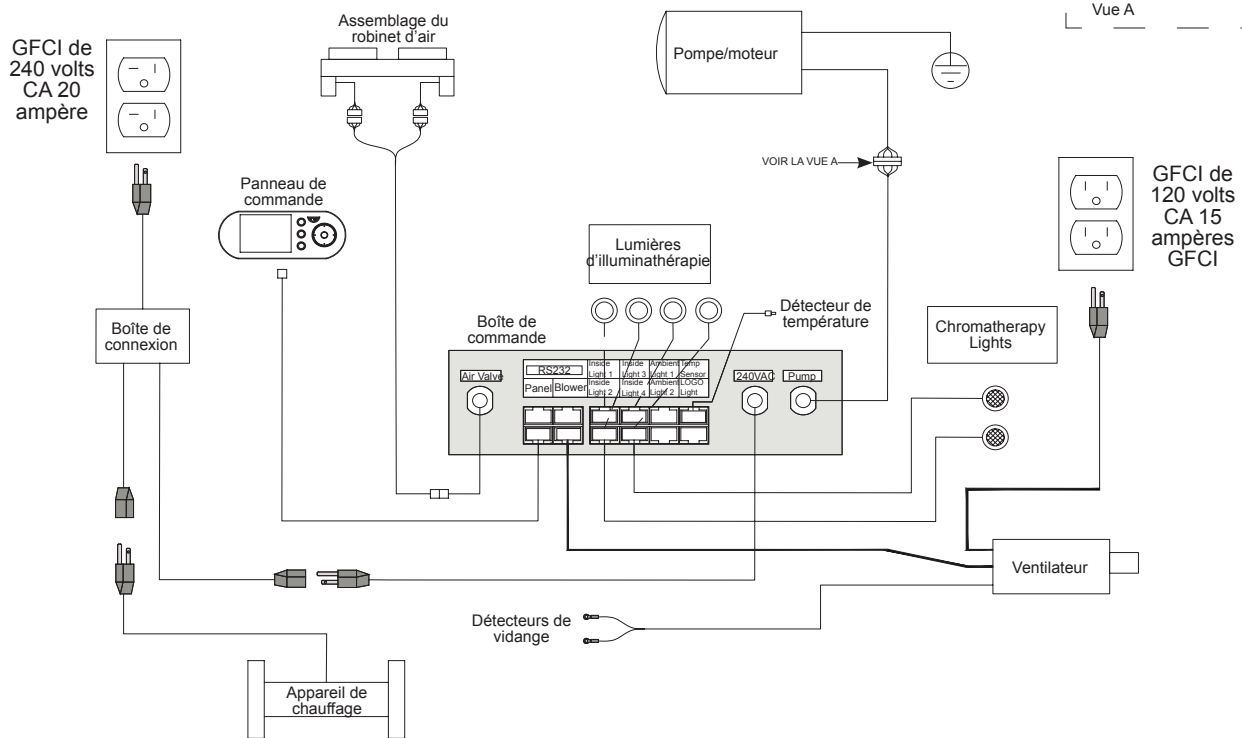 Vue A
Assemblage du
robinet d'air
GFCI de
240 volts
CA 20
ampère
Pompe/moteur
VOIR LA VUE A
Panneau de
commande
GFCI de
120 volts
CA 15
ampères
GFCI
Lumières
d'illuminathérapie
Détecteur de
température
Boîte de
connexion
Boîte de
commande
Chromatherapy
Lights
Air Valve
RS232
Panel
Blower
Inside
Light 1
Inside
Light 3
Ambient
Light 1
Temp
Sensor
Inside
Light 2
Inside
Light 4
Ambient
Light 2
LOGO
Light
240VAC
Pump
Ventilateur
Détecteurs de
vidange
Appareil de
chauffage